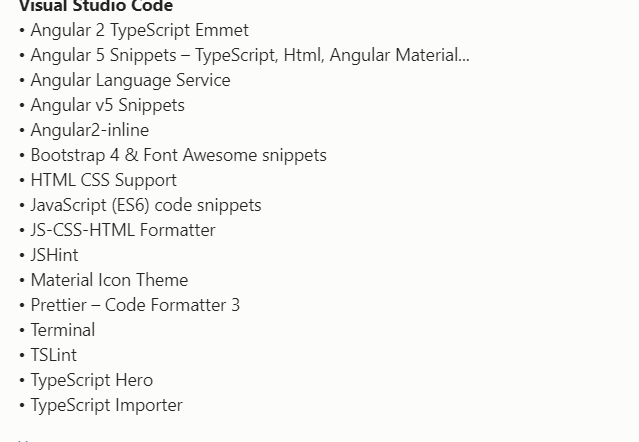 Visual Studio Code
• Angular 2 TypeScript Emmet
• Angular 5 Snippets – TypeScript, Html, Angular Material...
• Angular Language Service
• Angular v5 Snippets
• Angular2-inline
• Bootstrap 4 & Font Awesome snippets
• HTML CSS Support
• JavaScript (ES6) code snippets
• JS-CSS-HTML Formatter
• JSHint
• Material Icon Theme
• Prettier – Code Formatter 3
• Terminal
• TSLint
• TypeScript Hero
• TypeScript Importer